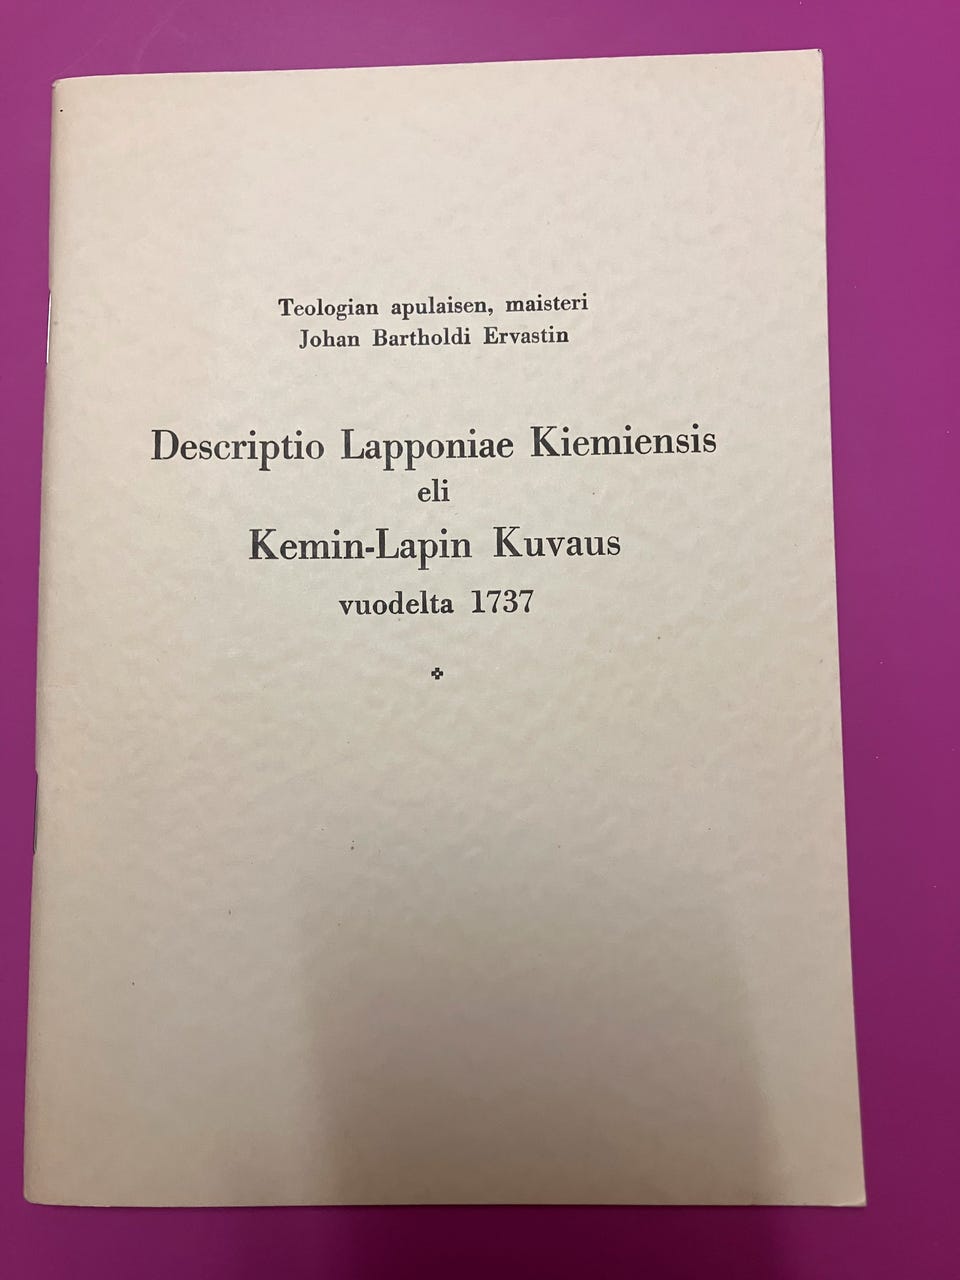 Teologian apulaisen, maisteri
Johan Bartholdi Ervastin
Descriptio Lapponiae Kiemiensis
eli
Kemin-Lapin Kuvaus
vuodelta 1737